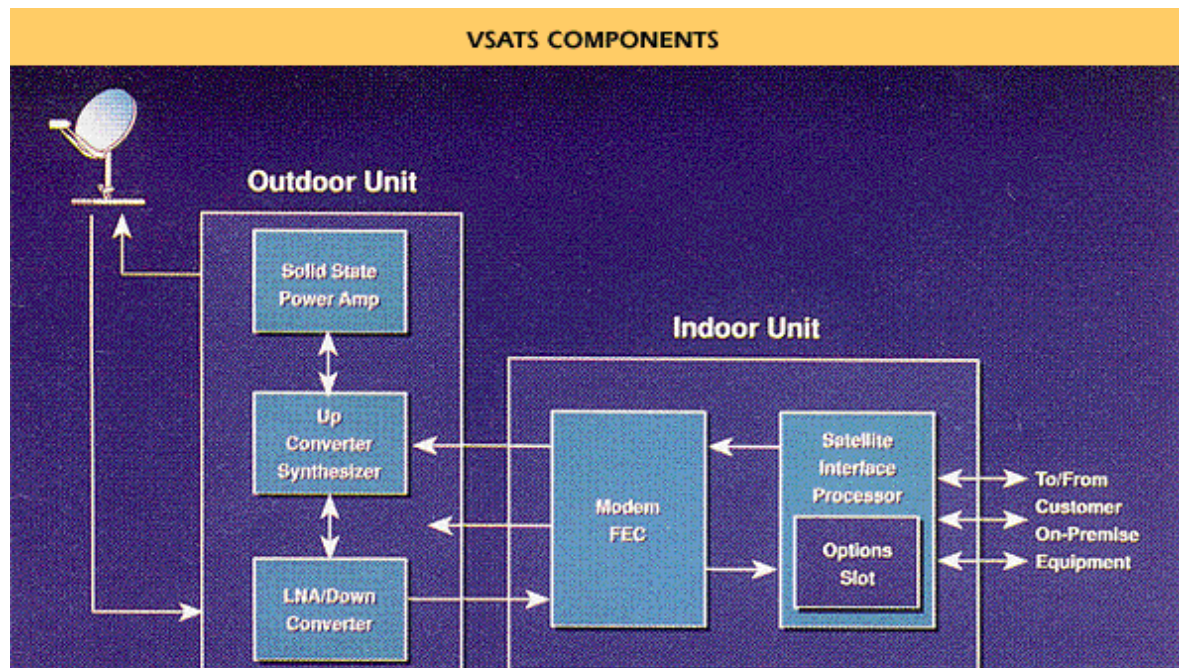 VSATS COMPONENTS
Outdoor Unit
Solid State
Power Amp
Up
Converter
Synthesizer
LNA/Down
Converter
Indoor Unit
Modem
FEC
Satellite
Interface
Processor
Options
Slot
To/From
Customer
On-Premise
Equipment